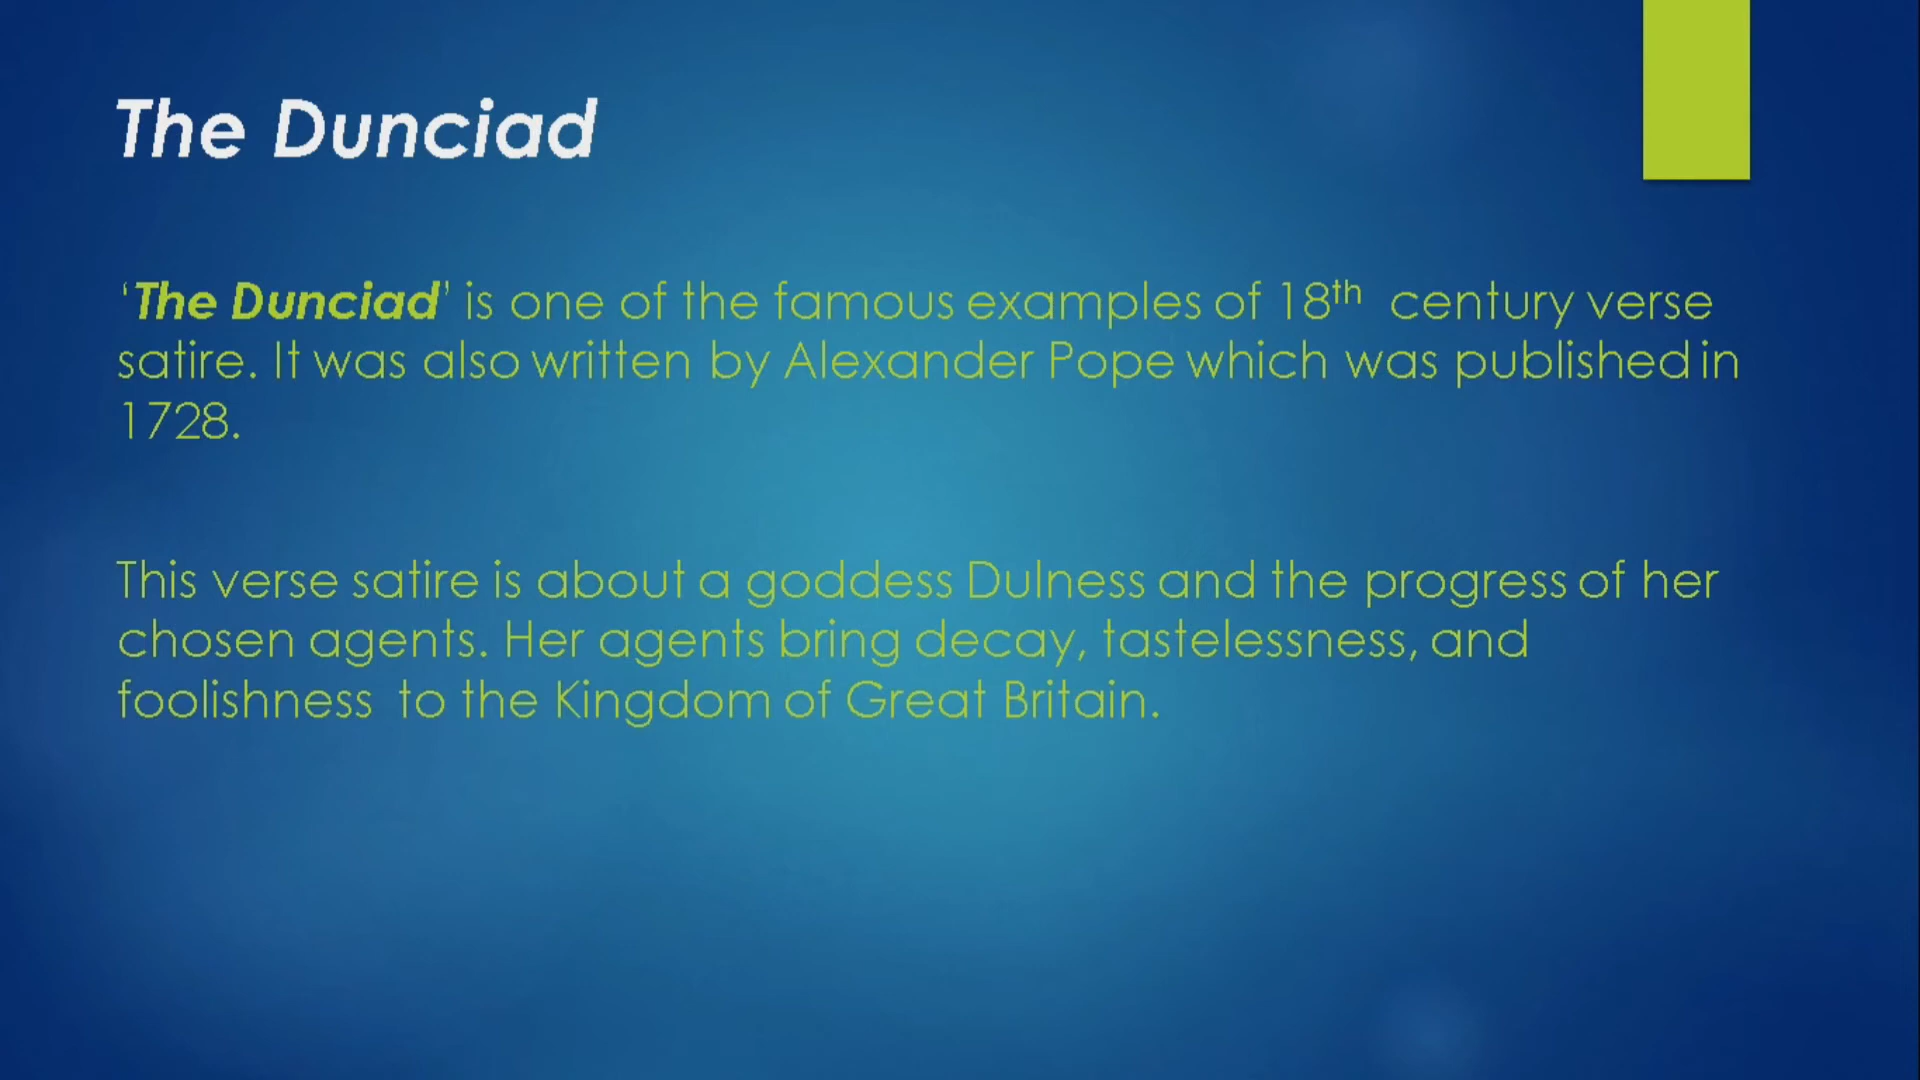 The Dunciad
‘The Dunciad’ is one of the famous examples of 18th century verse
satire. It was also written by Alexander Pope which was published in
1728.
This verse satire is about a goddess Dulness and the progress of her
chosen agents. Her agents bring decay, tastelessness, and
foolishness to the Kingdom of Great Britain.